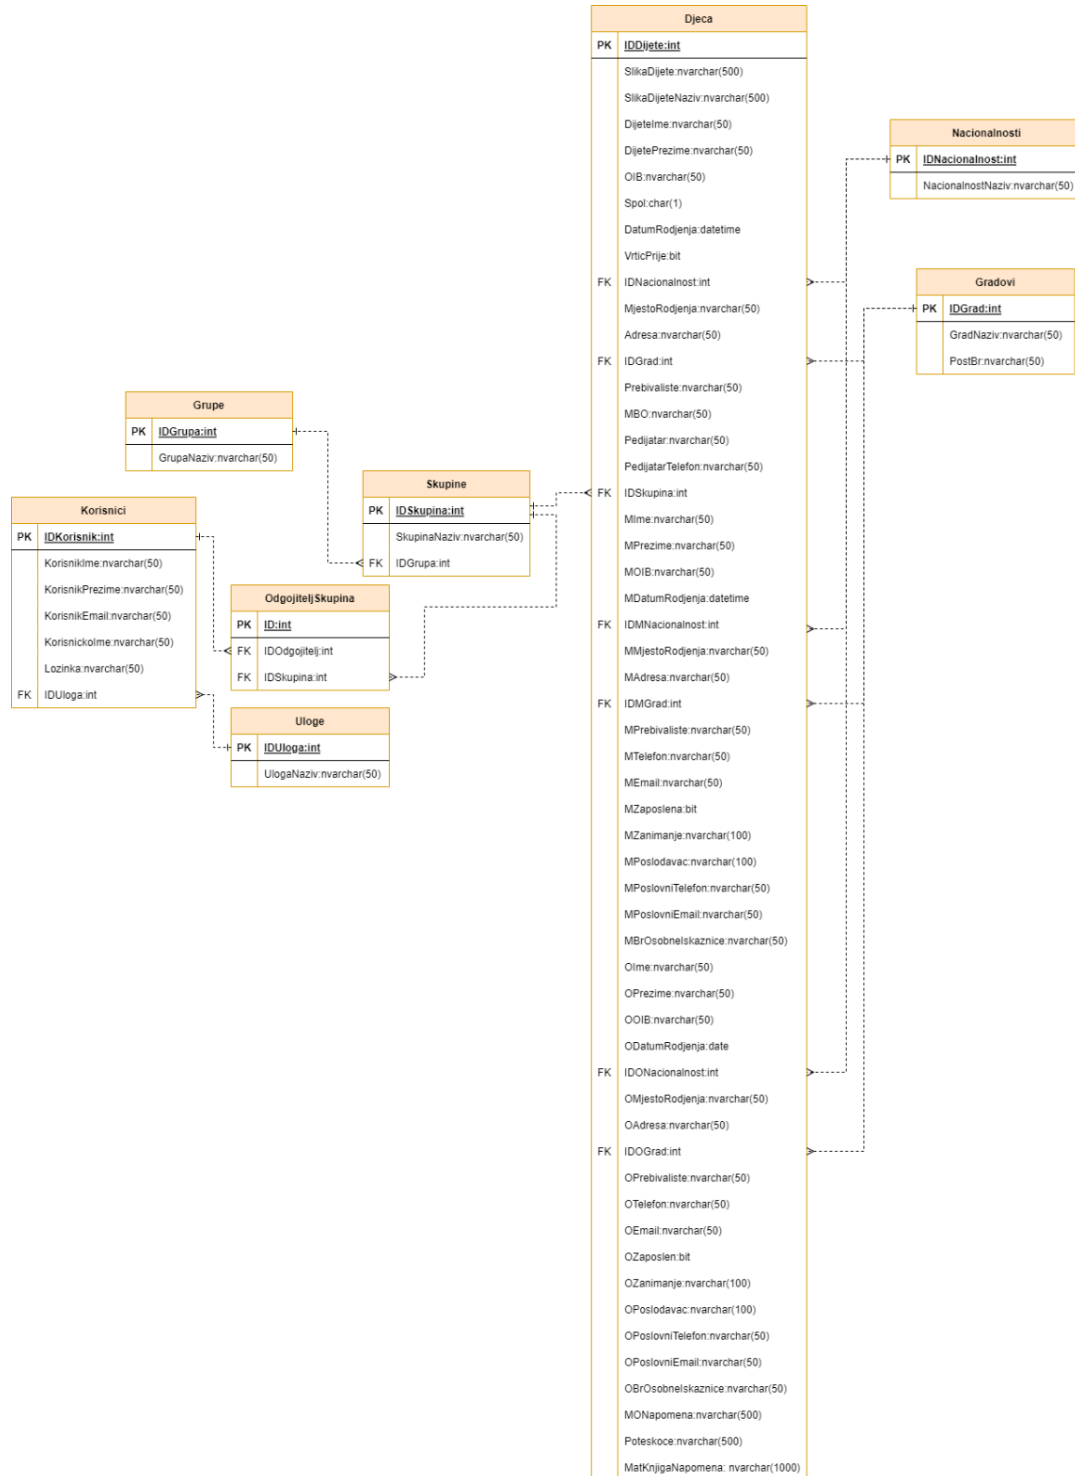 Djeca
PK IDDijete:int
SlikaDijete:nvarchar(500)
SlikaDijeteNaziv:nvarchar(500)
DijeteIme:nvarchar(50)
DijetePrezime:nvarchar(50)
OIB:nvarchar(50)
Spol:char(1)
DatumRodjenja:datetime
VrticPrije:bit
FK IDNacionalnost:int
MjestoRodjenja:nvarchar(50)
Adresa:nvarchar(50)
FK IDGrad:int
Prebivaliste:nvarchar(50)
MBO:nvarchar(50)
Pedijatar:nvarchar(50)
PedijatarTelefon:nvarchar(50)
FK IDSkupina:int
MIme:nvarchar(50)
MPrezime:nvarchar(50)
MOIB:nvarchar(50)
MDatumRodjenja:datetime
FK IDMNacionalnost:int
MMjestoRodjenja:nvarchar(50)
MAdresa:nvarchar(50)
FK IDMGrad:int
MPrebivaliste:nvarchar(50)
MTelefon:nvarchar(50)
MEmail:nvarchar(50)
MZaposlena:bit
MZanimanje:nvarchar(100)
MPoslodavac:nvarchar(100)
MPoslovniTelefon:nvarchar(50)
MPoslovniEmail:nvarchar(50)
MBrOsobneIskaznice:nvarchar(50)
OIme:nvarchar(50)
OPrezime:nvarchar(50)
OOIB:nvarchar(50)
ODatumRodjenja:date
FK IDONacionalnost:int
OMjestoRodjenja:nvarchar(50)
OAdresa:nvarchar(50)
FK IDOGrad:int
OPrebivaliste:nvarchar(50)
OTelefon:nvarchar(50)
OEmail:nvarchar(50)
OZaposlen:bit
OZanimanje:nvarchar(100)
OPoslodavac:nvarchar(100)
OPoslovniTelefon:nvarchar(50)
OPoslovniEmail:nvarchar(50)
OBrOsobneIskaznice:nvarchar(50)
MONapomena:nvarchar(500)
Poteskoce:nvarchar(500)
MatKnjigaNapomena: nvarchar(1000)
Nacionalnosti
PK IDNacionalnost:int
NacionalnostNaziv:nvarchar(50)
Gradovi
PK IDGrad:int
GradNaziv:nvarchar(50)
PostBr:nvarchar(50)
Grupe
PK IDGrupa:int
GrupaNaziv:nvarchar(50)
Skupine
PK IDSkupina:int
SkupinaNaziv:nvarchar(50)
FK IDGrupa:int
Korisnici
PK IDKorisnik:int
KorisnikIme:nvarchar(50)
KorisnikPrezime:nvarchar(50)
KorisnikEmail:nvarchar(50)
KorisnickoIme:nvarchar(50)
Lozinka:nvarchar(50)
FK IDUloga:int
OdgojiteljSkupina
PK ID:int
FK IDOdgojitelj:int
FK IDSkupina:int
Uloge
PK IDUloga:int
UlogaNaziv:nvarchar(50)